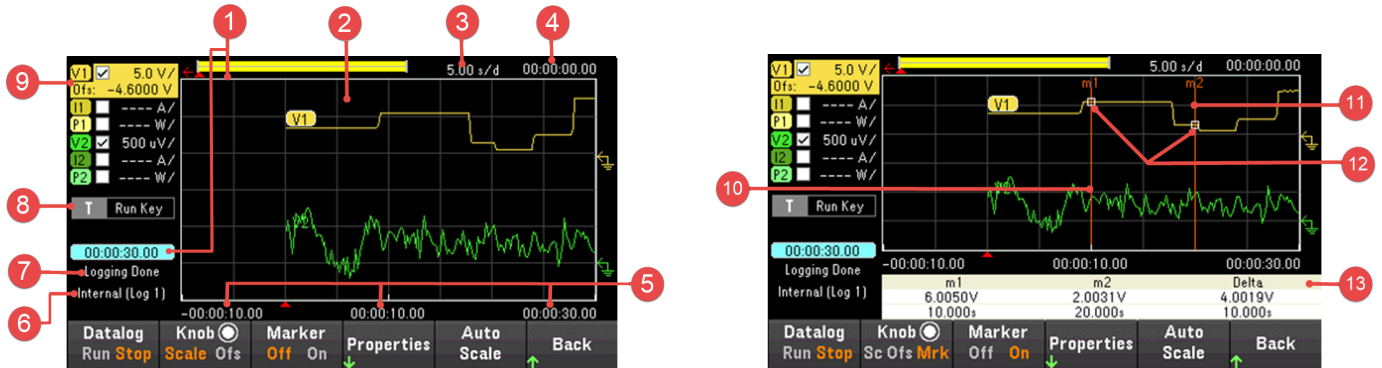 1
2
3
4
9
V1 5.0 V/
Ofs: -4.6000 V
I1 ---- A/
P1 ---- W/
V2 500 uV/
I2 ---- A/
P2 ---- W/
5.00 s/d 00:00:00.00
V1
8
T Run Key
00:00:30.00
7
Logging Done
6
Internal (Log 1)
5
-00:00:10.00 00:00:10.00 00:00:30.00
Datalog
Run Stop
Knob
Scale Ofs
Marker
Off On
Properties
Auto
Scale
Back
V1 5.0 V/
Ofs: -4.6000 V
I1 ---- A/
P1 ---- W/
V2 500 uV/
I2 ---- A/
P2 ---- W/
5.00 s/d 00:00:00.00
m1 m2
V1
11
12
10
T Run Key
00:00:30.00
Logging Done
Internal (Log 1)
-00:00:10.00 00:00:10.00 00:00:30.00
m1 m2 Delta
13
6.0050V 2.0031V 4.0019V
10.000s 20.000s 10.000s
Datalog
Run Stop
Knob
Sc Ofs Mrk
Marker
Off On
Properties
Auto
Scale
Back